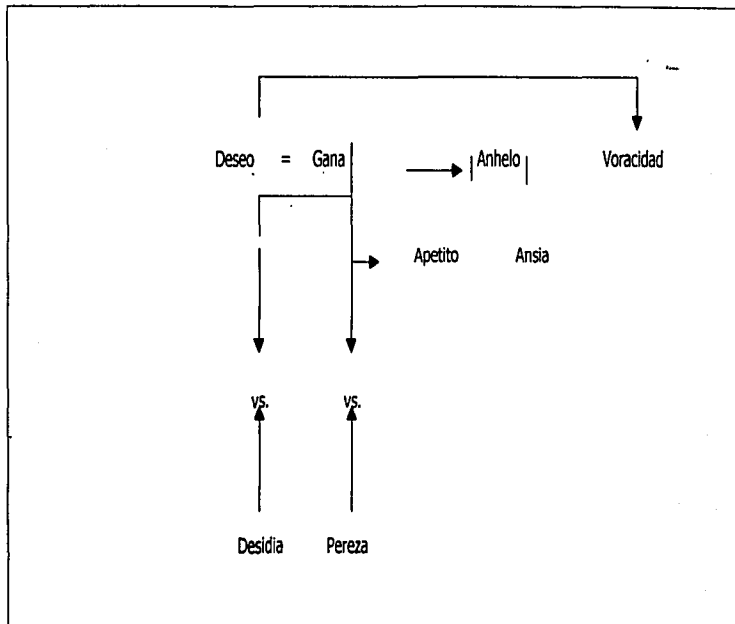 Deseo = Gana Anhelo Voracidad
Apetito Ansia
vs. vs.
Desidia Pereza